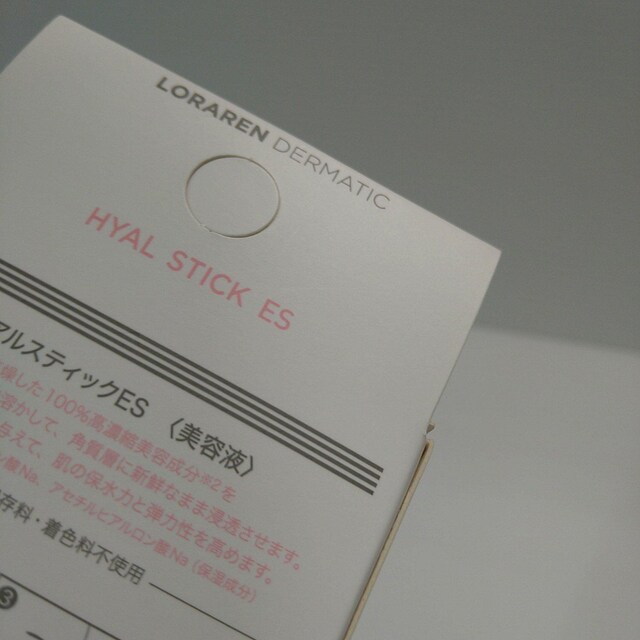 LORAREN DERMATIC
HYAL STICK ES
アルスティックES 〈美容液〉
した100%高濃度美容成分※2を
溶かして、角質層に新鮮なまま浸透させます。
与えて、肌の保水力と弾力性を高めます。
酸Na、アセチルヒアルロン酸Na（保湿成分）
存料・着色料不使用